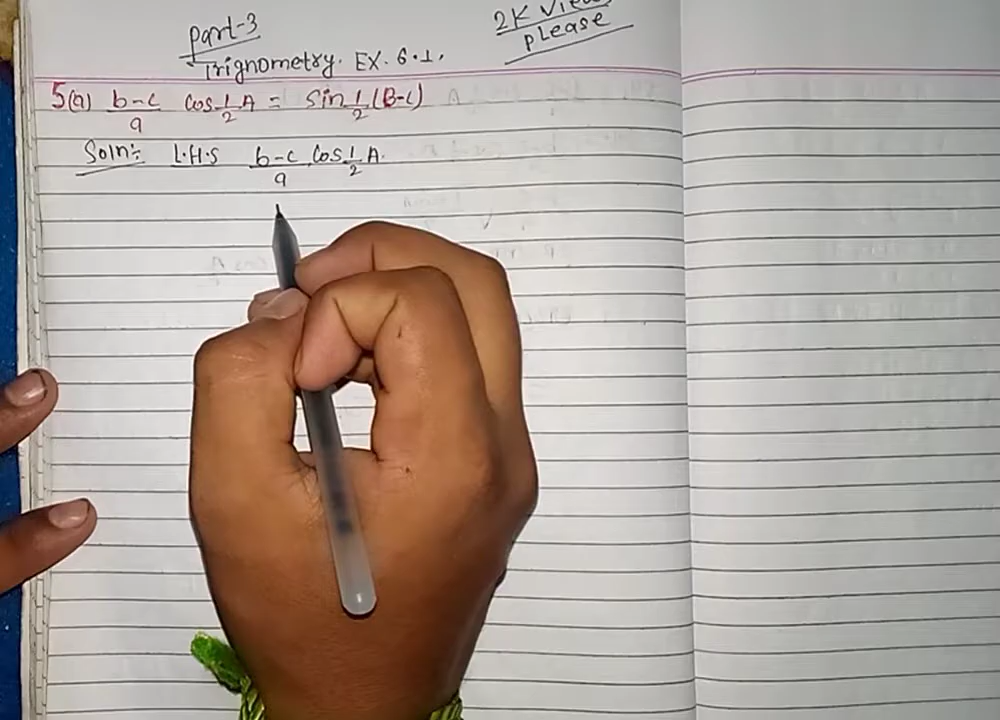 Part-3
2K views
please
Trignometry. EX. 6.1.
5(a) b-c/a cos 1/2 A = sin 1/2 (B-C)
Soln:- L.H.S b-c/a cos 1/2 A.